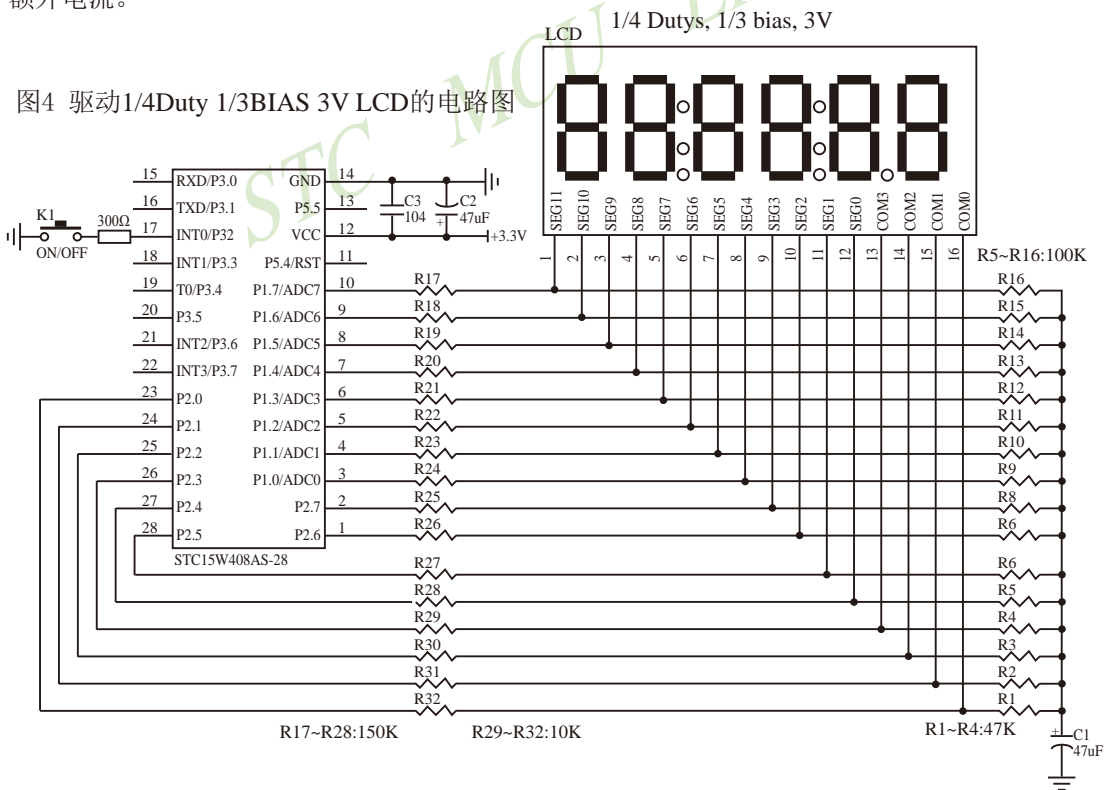 额外电流。
1/4 Dutys, 1/3 bias, 3V
LCD
图4 驱动1/4Duty 1/3BIAS 3V LCD的电路图
STC MCU
SEG11 SEG10 SEG9 SEG8 SEG7 SEG6 SEG5 SEG4 SEG3 SEG2 SEG1 SEG0 COM3 COM2 COM1 COM0
1 2 3 4 5 6 7 8 9 10 11 12 13 14 15 16
R5~R16:100K
K1
ON/OFF
300Ω
15 RXD/P3.0 GND 14
16 TXD/P3.1 P5.5 13
17 INT0/P32 VCC 12
18 INT1/P3.3 P5.4/RST 11
19 T0/P3.4 P1.7/ADC7 10
20 P3.5 P1.6/ADC6 9
21 INT2/P3.6 P1.5/ADC5 8
22 INT3/P3.7 P1.4/ADC4 7
23 P2.0 P1.3/ADC3 6
24 P2.1 P1.2/ADC2 5
25 P2.2 P1.1/ADC1 4
26 P2.3 P1.0/ADC0 3
27 P2.4 P2.7 2
28 P2.5 P2.6 1
STC15W408AS-28
C3
104
C2
47uF
+
+3.3V
R17 R16
R18 R15
R19 R14
R20 R13
R21 R12
R22 R11
R23 R10
R24 R9
R25 R8
R26 R6
R27 R6
R28 R5
R29 R4
R30 R3
R31 R2
R32 R1
R17~R28:150K R29~R32:10K R1~R4:47K
+
C1
47uF